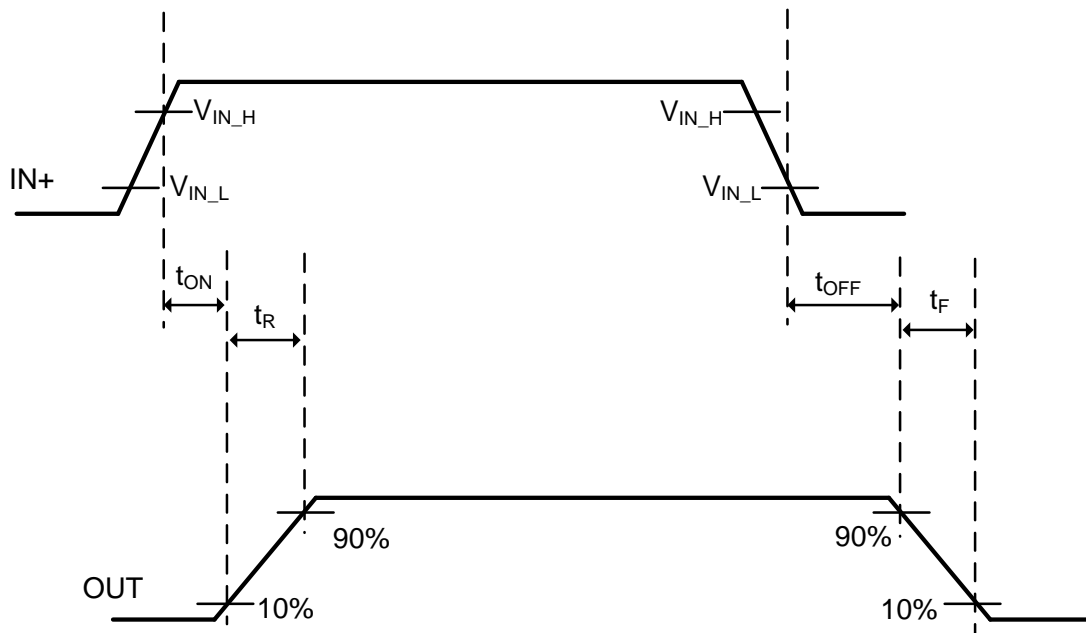 V_IN_H
V_IN_H
IN+
V_IN_L
V_IN_L
t_ON
t_R
t_OFF
t_F
90%
90%
OUT
10%
10%